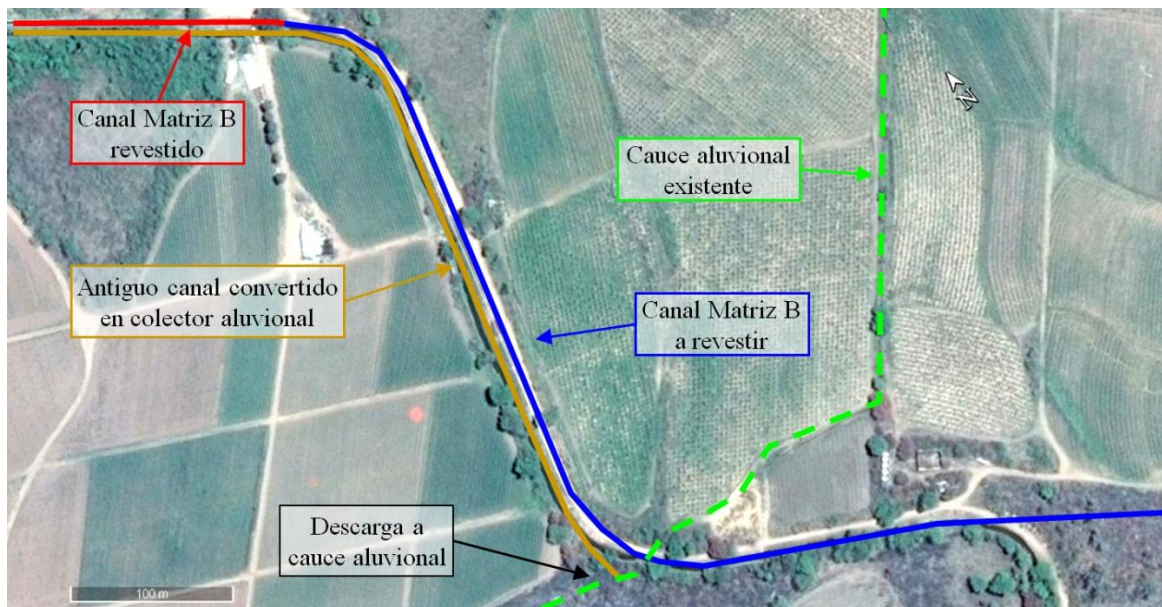 Canal Matriz B
revestido
Cauce aluvional
existente
N
Antiguo canal convertido
en colector aluvional
Canal Matriz B
a revestir
Descarga a
cauce aluvional
100 m